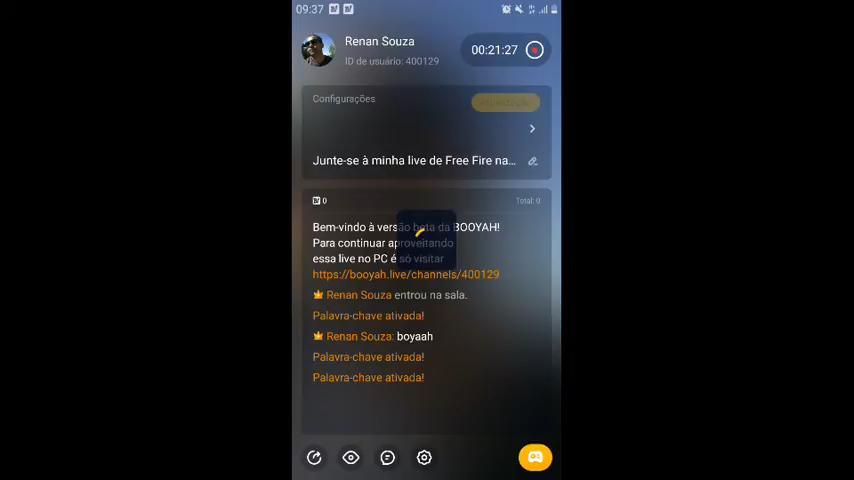 09:37
Renan Souza
ID de usuário: 400129
00:21:27
Configurações
Junte-se à minha live de Free Fire na...
0
Total: 0
Bem-vindo à versão beta da BOOYAH!
Para continuar aproveitando
essa live no PC é só visitar
https://booyah.live/channels/400129
Renan Souza entrou na sala.
Palavra-chave ativada!
Renan Souza: boyaah
Palavra-chave ativada!
Palavra-chave ativada!